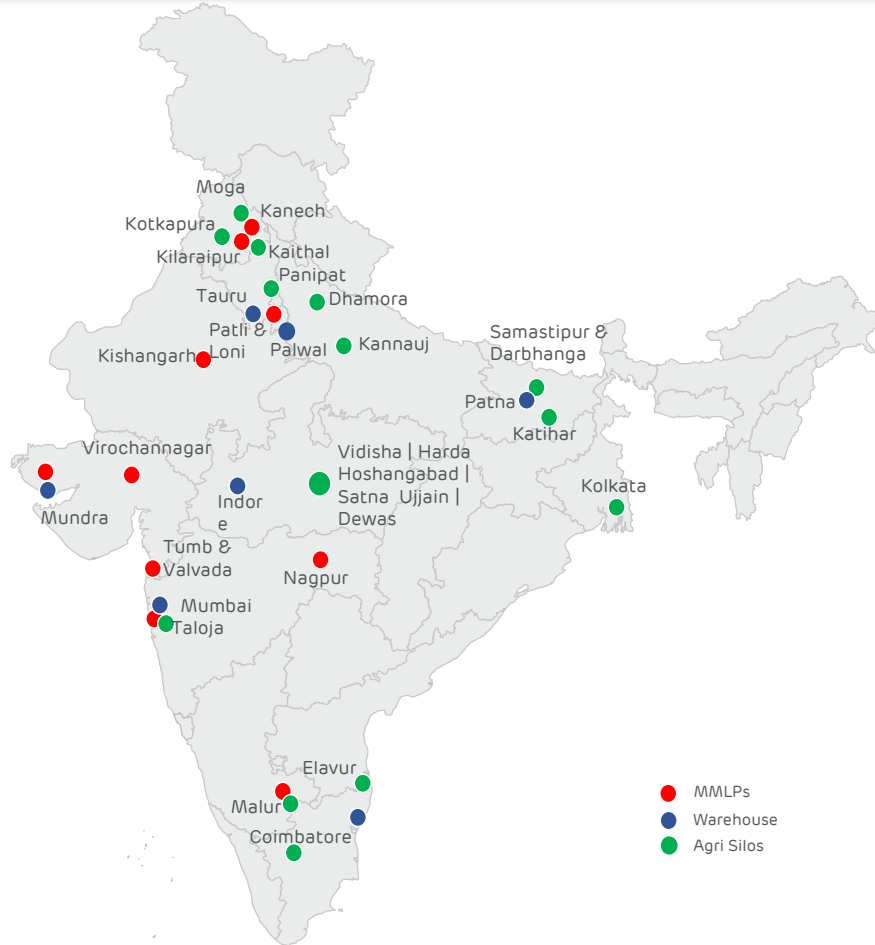 Moga
Kanech
Kotkapura
Kilaraipur
Kaithal
Panipat
Tauru
Dhamora
Patli &
Loni
Palwal
Kannauj
Kishangarh
Samastipur &
Darbhanga
Patna
Katihar
Virochannagar
Vidisha | Harda
Hoshangabad |
Satna Ujjain |
Dewas
Indor
e
Kolkata
Mundra
Tumb &
Valvada
Nagpur
Mumbai
Taloja
Elavur
Malur
Coimbatore
MMLPs
Warehouse
Agri Silos